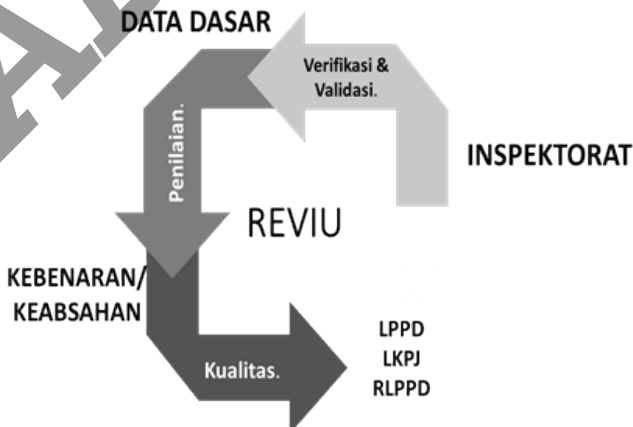 DATA DASAR
Verifikasi &
Validasi.
INSPEKTORAT
Penilaian.
REVIU
KEBENARAN/
KEABSAHAN
LPPD
LKPJ
RLPPD
Kualitas.